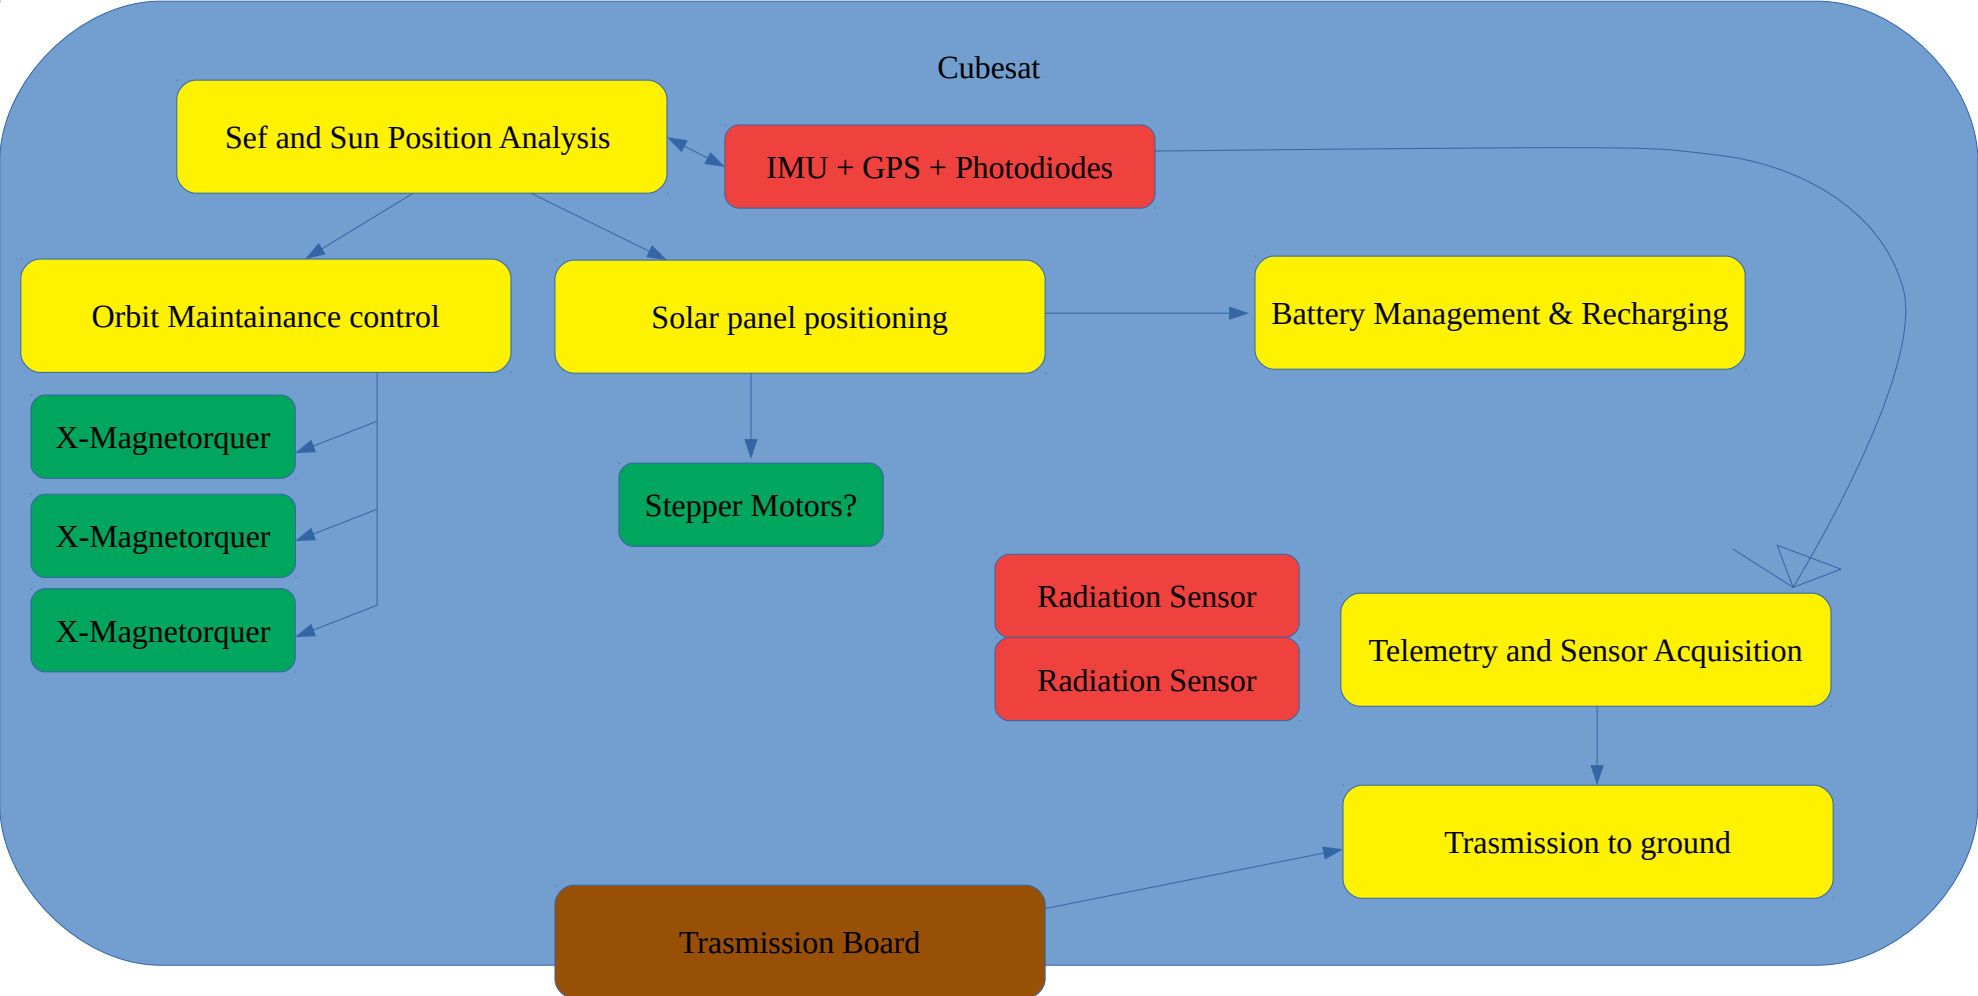 Cubesat
Sef and Sun Position Analysis
IMU + GPS + Photodiodes
Orbit Maintainance control
Solar panel positioning
Battery Management & Recharging
X-Magnetorquer
X-Magnetorquer
X-Magnetorquer
Stepper Motors?
Radiation Sensor
Radiation Sensor
Telemetry and Sensor Acquisition
Trasmission to ground
Trasmission Board